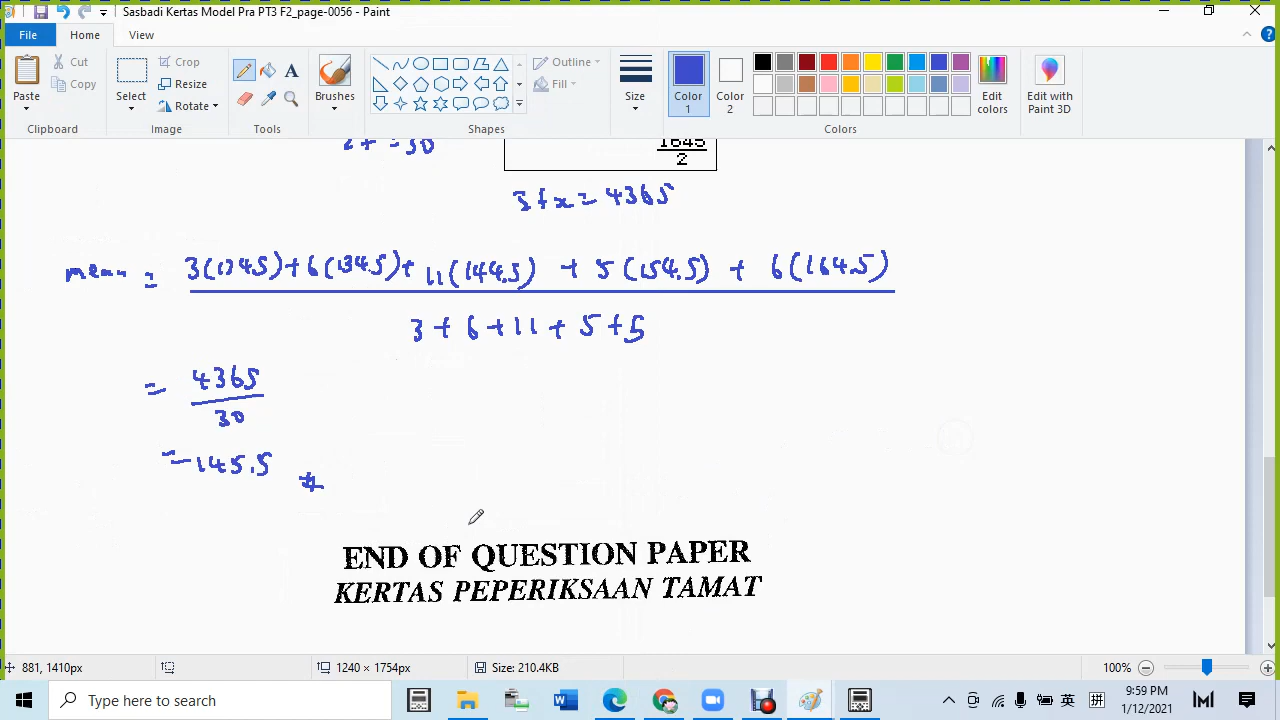 Sasbadi Kertas Model Pra PT3 F2_page-0056 - Paint
File Home View
Paste Cut Copy Clipboard
Select Crop Resize Rotate Image
Tools
Brushes
Outline Fill Shapes
Size
Color 1
Color 2
Edit colors
Colors
Edit with Paint 3D
1645
2
Σfx = 4365
mean = 3(124.5)+6(134.5)+11(144.5) + 5(154.5) + 6(164.5)
3 + 6 + 11 + 5 + 5
= 4365
30
= 145.5
END OF QUESTION PAPER
KERTAS PEPERIKSAAN TAMAT
881, 1410px 1240 × 1754px Size: 210.4KB 100%
Type here to search
英 拼 9:59 PM
1/12/2021